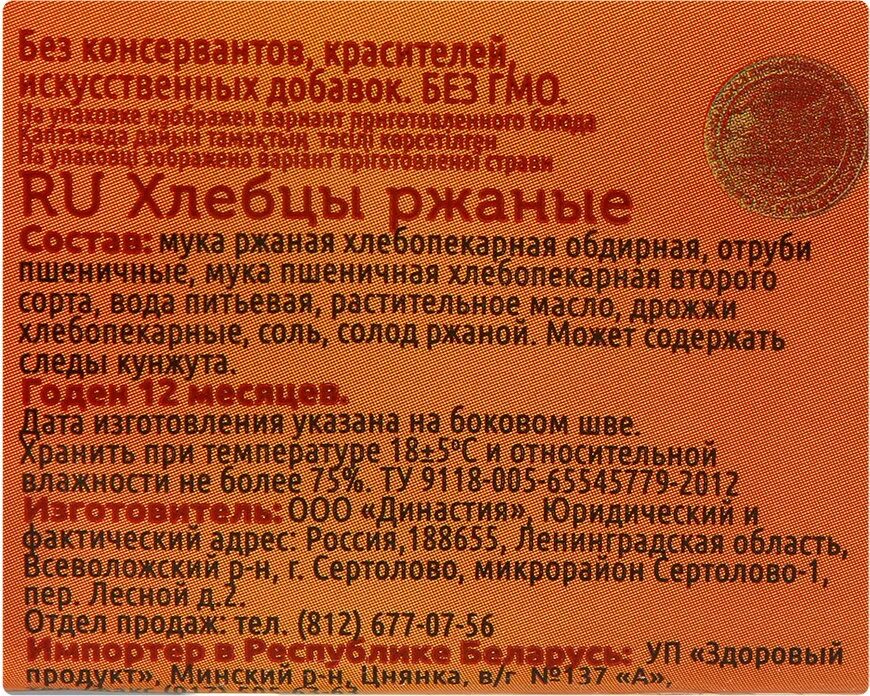 Без консервантов, красителей,
искусственных добавок. БЕЗ ГМО.
На упаковке изображен вариант приготовленного блюда
Қаптамада дайын тамақтың тәсілі көрсетілген
На упаковці зображено варіант приготовленої страви
RU Хлебцы ржаные
Состав: мука ржаная хлебопекарная обдирная, отруби
пшеничные, мука пшеничная хлебопекарная второго
сорта, вода питьевая, растительное масло, дрожжи
хлебопекарные, соль, солод ржаной. Может содержать
следы кунжута.
Годен 12 месяцев.
Дата изготовления указана на боковом шве.
Хранить при температуре 18±5°С и относительной
влажности не более 75%. ТУ 9118-005-65545779-2012
Изготовитель: ООО «Династия», Юридический и
фактический адрес: Россия,188655, Ленинградская область,
Всеволожский р-н, г. Сертолово, микрорайон Сертолово-1,
пер. Лесной д.2.
Отдел продаж: тел. (812) 677-07-56
Импортер в Республике Беларусь: УП «Здоровый
продукт», Минский р-н, Цнянка, в/г №137 «А»,